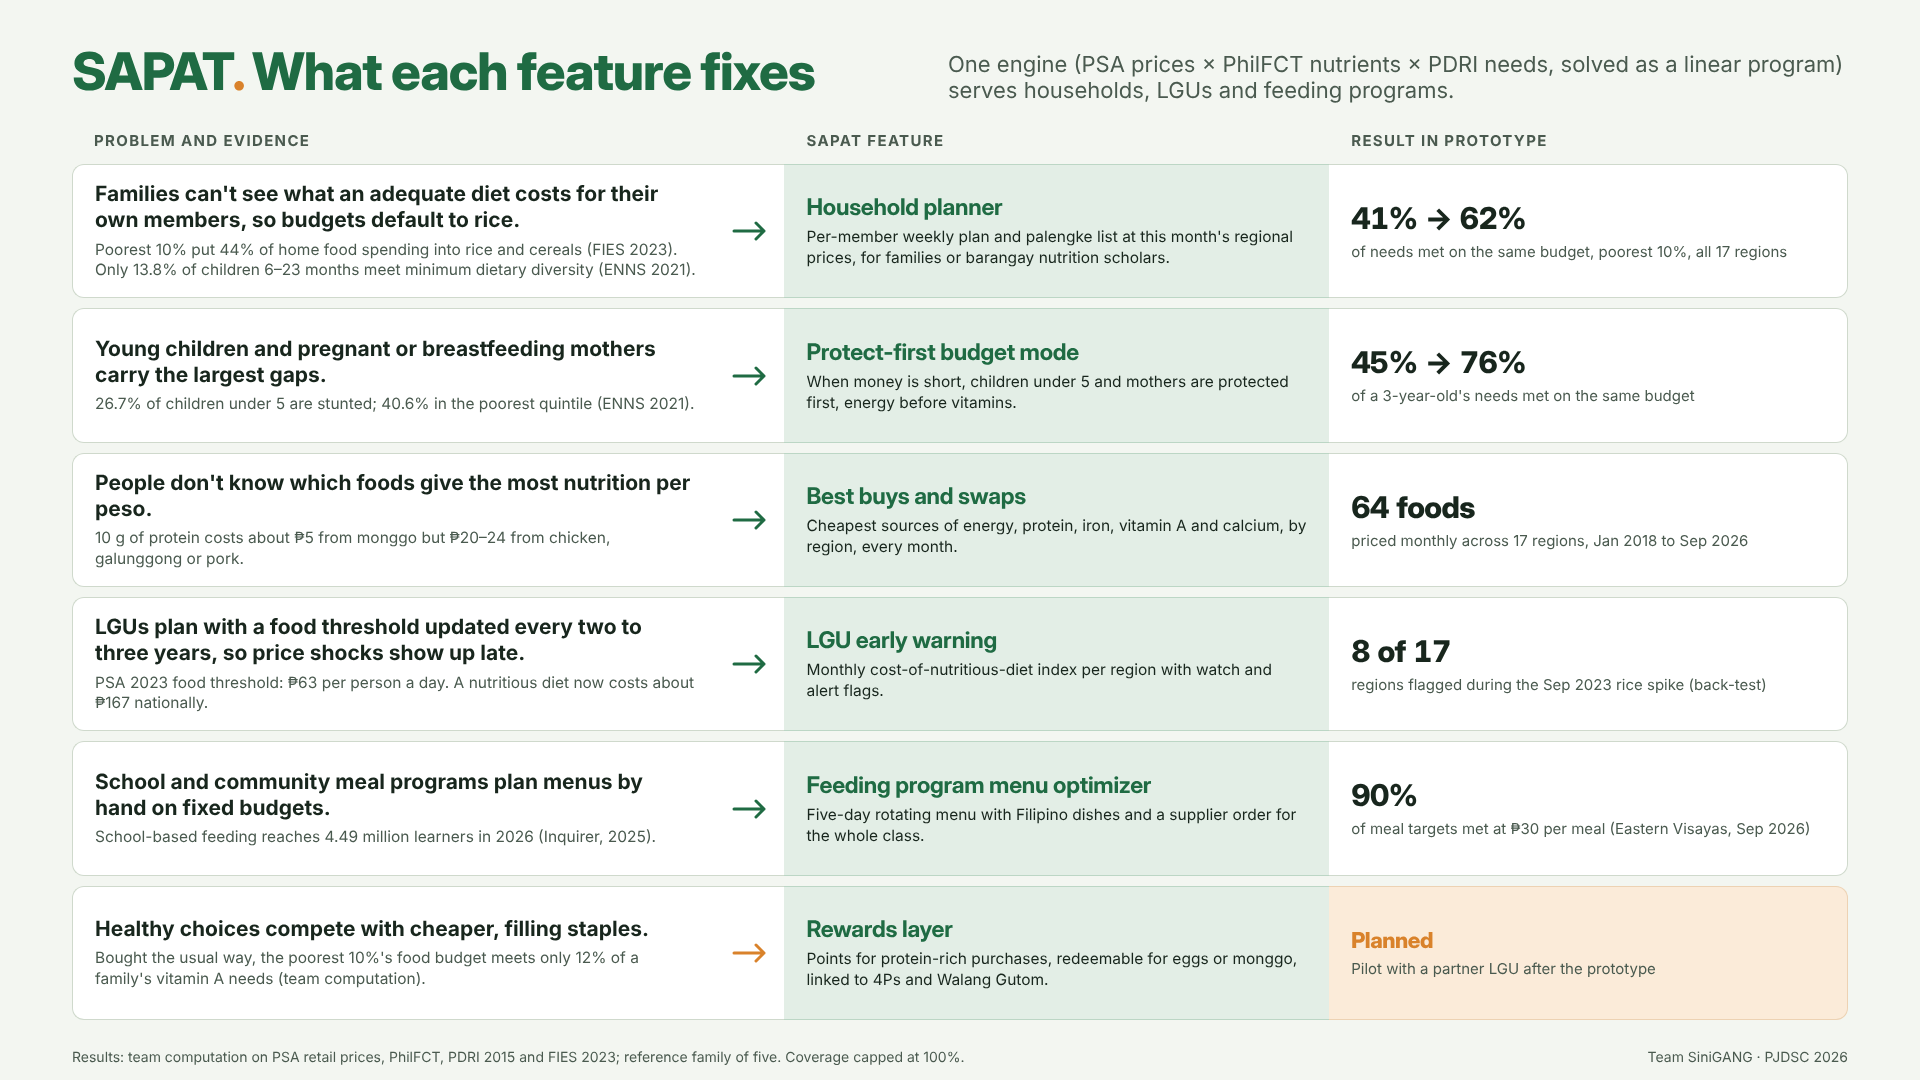 SAPAT. What each feature fixes
One engine (PSA prices × PhilFCT nutrients × PDRI needs, solved as a linear program)
serves households, LGUs and feeding programs.
PROBLEM AND EVIDENCE
SAPAT FEATURE
RESULT IN PROTOTYPE
Families can't see what an adequate diet costs for their
own members, so budgets default to rice.
Poorest 10% put 44% of home food spending into rice and cereals (FIES 2023).
Only 13.8% of children 6–23 months meet minimum dietary diversity (ENNS 2021).
→
Household planner
Per-member weekly plan and palengke list at this month's regional
prices, for families or barangay nutrition scholars.
41% → 62%
of needs met on the same budget, poorest 10%, all 17 regions
Young children and pregnant or breastfeeding mothers
carry the largest gaps.
26.7% of children under 5 are stunted; 40.6% in the poorest quintile (ENNS 2021).
→
Protect-first budget mode
When money is short, children under 5 and mothers are protected
first, energy before vitamins.
45% → 76%
of a 3-year-old's needs met on the same budget
People don't know which foods give the most nutrition per
peso.
10 g of protein costs about ₱5 from monggo but ₱20–24 from chicken,
galunggong or pork.
→
Best buys and swaps
Cheapest sources of energy, protein, iron, vitamin A and calcium, by
region, every month.
64 foods
priced monthly across 17 regions, Jan 2018 to Sep 2026
LGUs plan with a food threshold updated every two to
three years, so price shocks show up late.
PSA 2023 food threshold: ₱63 per person a day. A nutritious diet now costs about
₱167 nationally.
→
LGU early warning
Monthly cost-of-nutritious-diet index per region with watch and
alert flags.
8 of 17
regions flagged during the Sep 2023 rice spike (back-test)
School and community meal programs plan menus by
hand on fixed budgets.
School-based feeding reaches 4.49 million learners in 2026 (Inquirer, 2025).
→
Feeding program menu optimizer
Five-day rotating menu with Filipino dishes and a supplier order for
the whole class.
90%
of meal targets met at ₱30 per meal (Eastern Visayas, Sep 2026)
Healthy choices compete with cheaper, filling staples.
Bought the usual way, the poorest 10%'s food budget meets only 12% of a
family's vitamin A needs (team computation).
→
Rewards layer
Points for protein-rich purchases, redeemable for eggs or monggo,
linked to 4Ps and Walang Gutom.
Planned
Pilot with a partner LGU after the prototype
Results: team computation on PSA retail prices, PhilFCT, PDRI 2015 and FIES 2023; reference family of five. Coverage capped at 100%.
Team SiniGANG · PJDSC 2026